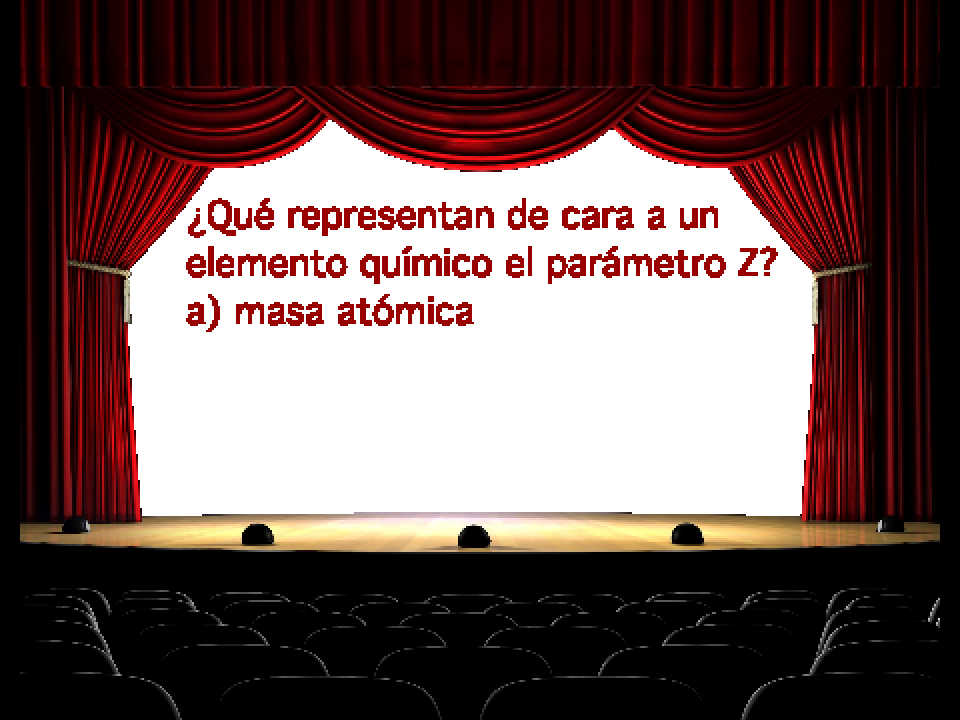 ¿Qué representan de cara a un
elemento químico el parámetro Z?
a) masa atómica